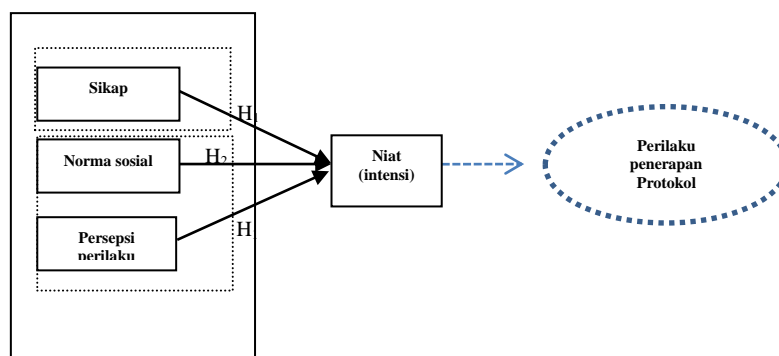 Sikap
H1
Norma sosial
H2
Niat
(intensi)
Perilaku
penerapan
Protokol
Persepsi
perilaku